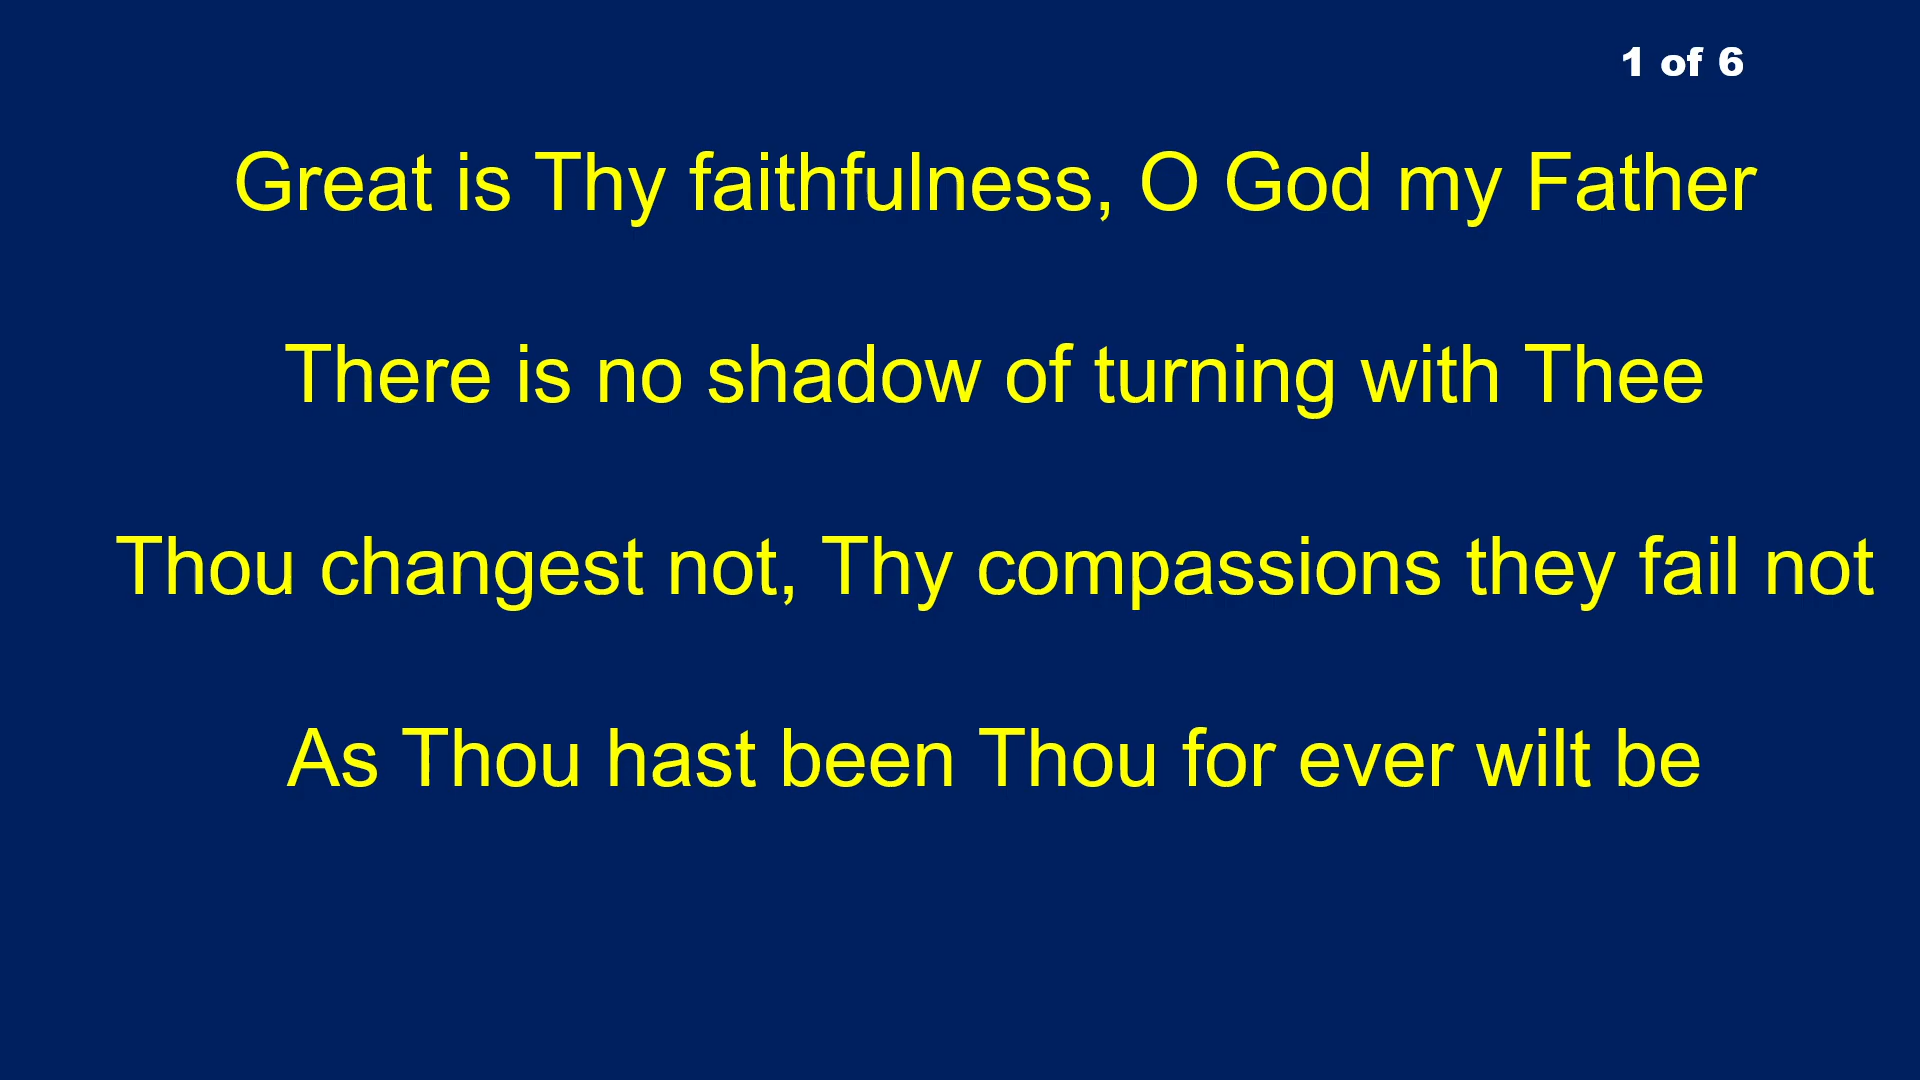 1 of 6
Great is Thy faithfulness, O God my Father
There is no shadow of turning with Thee
Thou changest not, Thy compassions they fail not
As Thou hast been Thou for ever wilt be